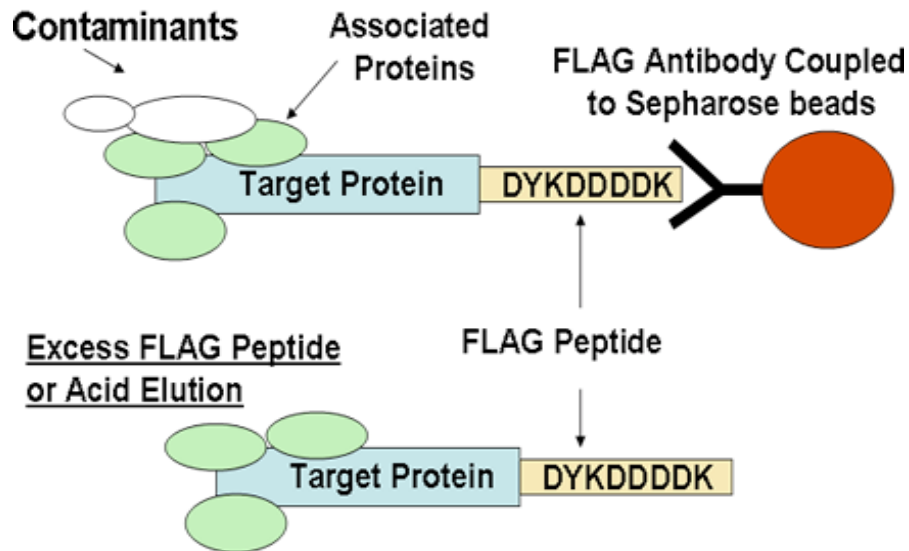 Contaminants
Associated
Proteins
FLAG Antibody Coupled
to Sepharose beads
Target Protein
DYKDDDDK
Excess FLAG Peptide
or Acid Elution
FLAG Peptide
Target Protein
DYKDDDDK